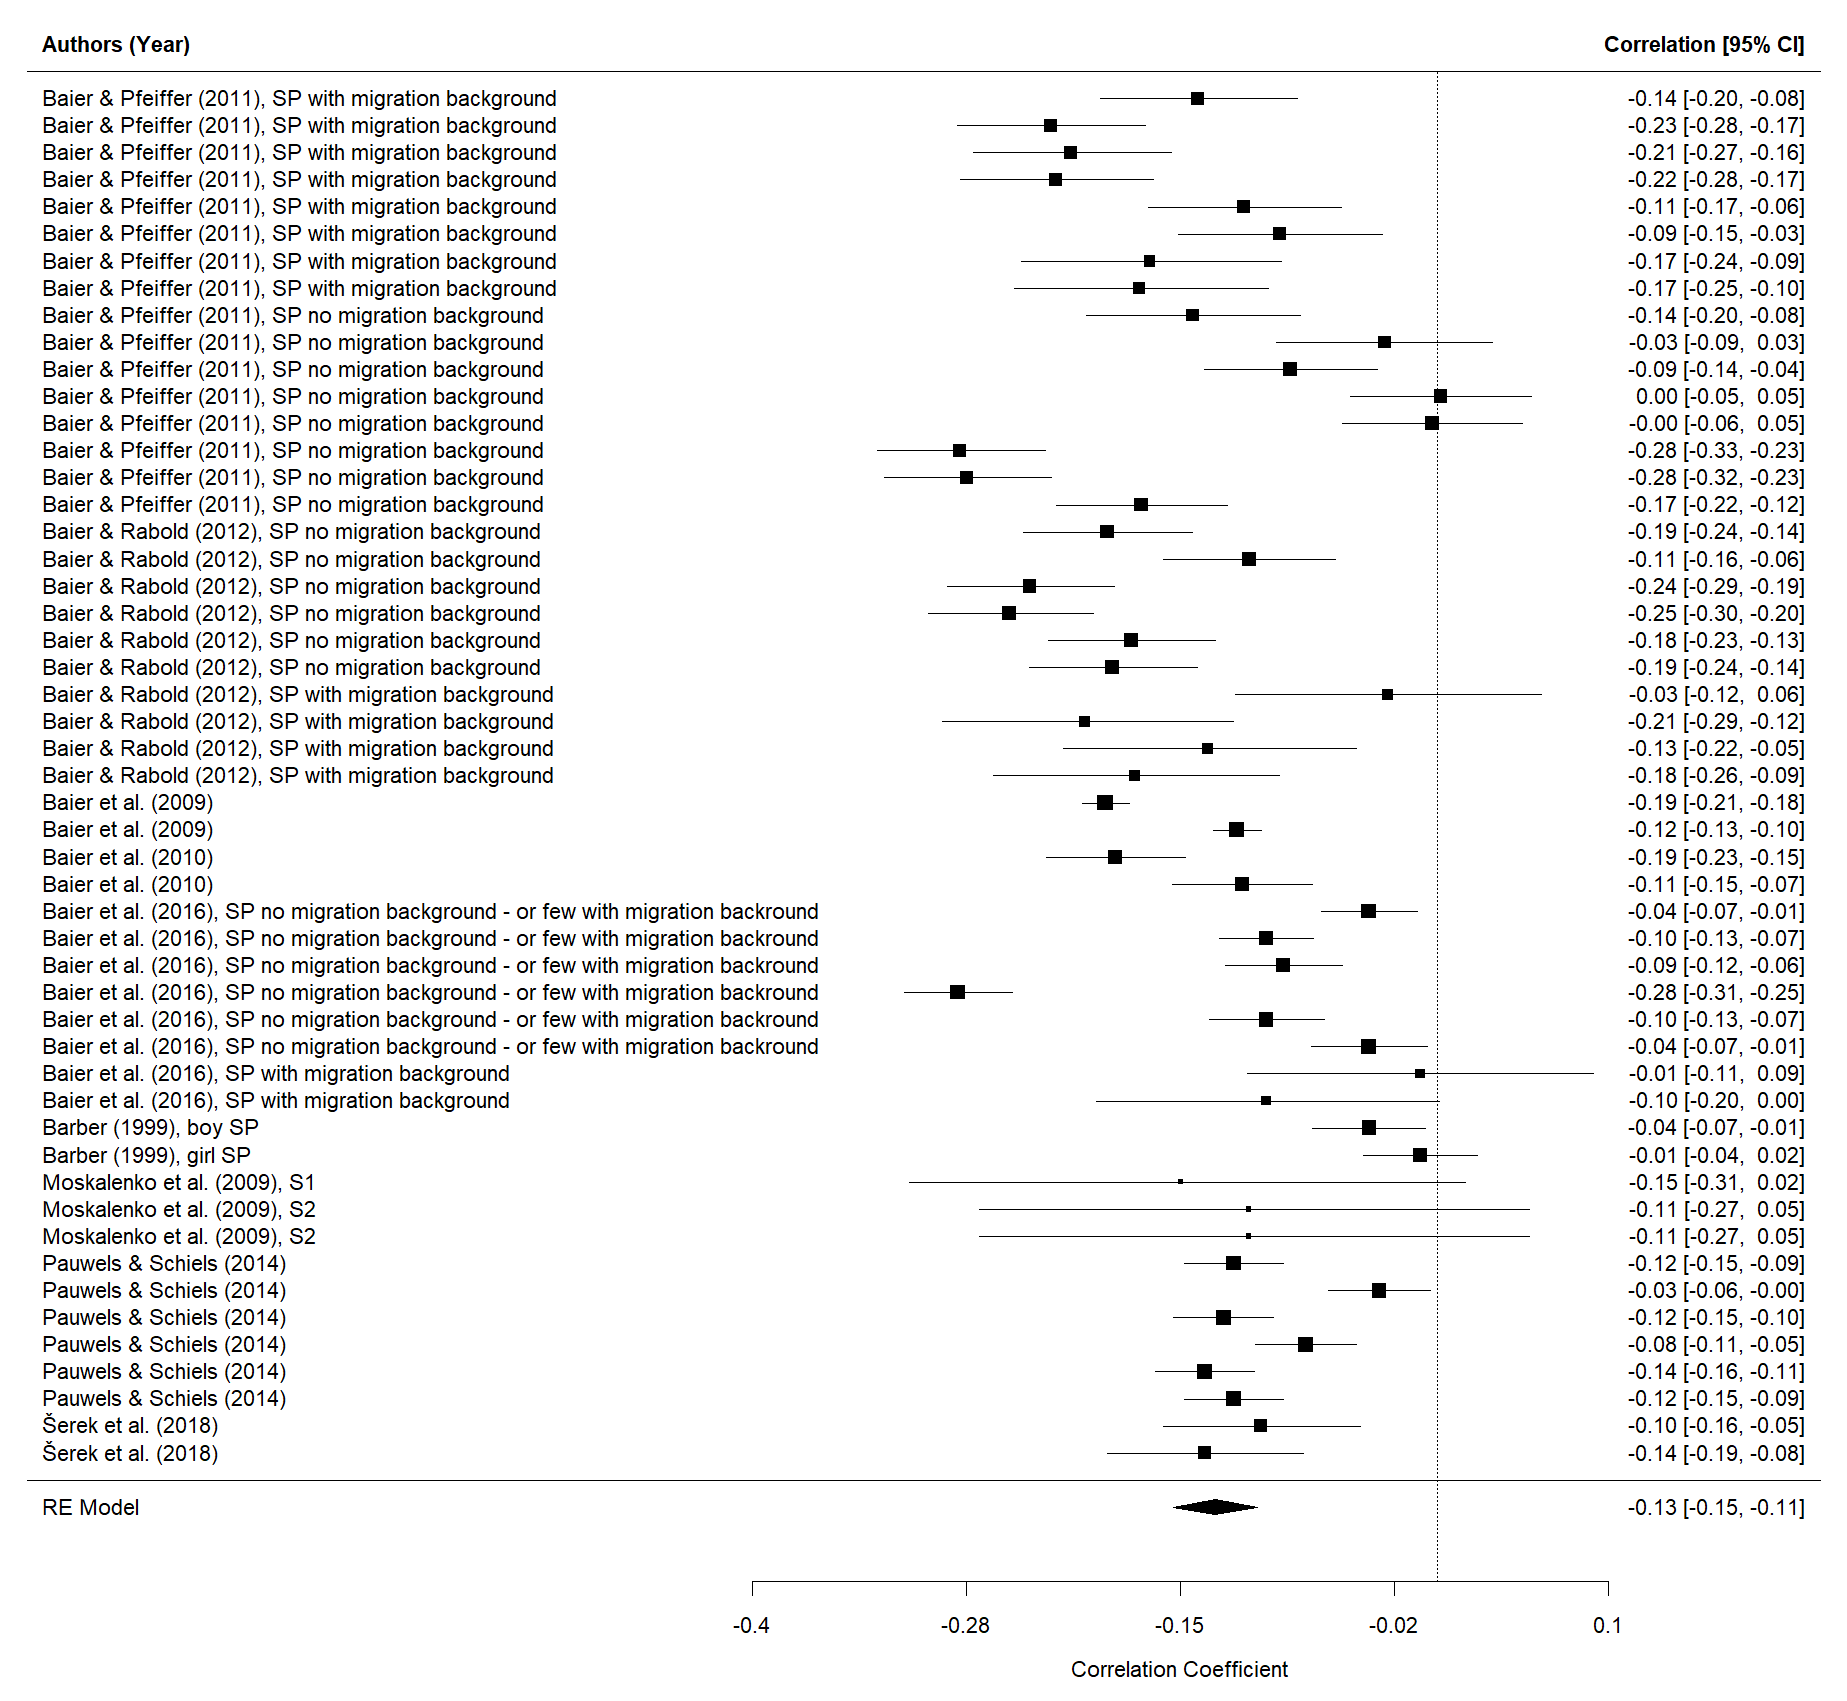 Authors (Year) Correlation [95% CI]
Baier & Pfeiffer (2011), SP with migration background -0.14 [-0.20, -0.08]
Baier & Pfeiffer (2011), SP with migration background -0.23 [-0.28, -0.17]
Baier & Pfeiffer (2011), SP with migration background -0.21 [-0.27, -0.16]
Baier & Pfeiffer (2011), SP with migration background -0.22 [-0.28, -0.17]
Baier & Pfeiffer (2011), SP with migration background -0.11 [-0.17, -0.06]
Baier & Pfeiffer (2011), SP with migration background -0.09 [-0.15, -0.03]
Baier & Pfeiffer (2011), SP with migration background -0.17 [-0.24, -0.09]
Baier & Pfeiffer (2011), SP with migration background -0.17 [-0.25, -0.10]
Baier & Pfeiffer (2011), SP no migration background -0.14 [-0.20, -0.08]
Baier & Pfeiffer (2011), SP no migration background -0.03 [-0.09, 0.03]
Baier & Pfeiffer (2011), SP no migration background -0.09 [-0.14, -0.04]
Baier & Pfeiffer (2011), SP no migration background 0.00 [-0.05, 0.05]
Baier & Pfeiffer (2011), SP no migration background -0.00 [-0.06, 0.05]
Baier & Pfeiffer (2011), SP no migration background -0.28 [-0.33, -0.23]
Baier & Pfeiffer (2011), SP no migration background -0.28 [-0.32, -0.23]
Baier & Pfeiffer (2011), SP no migration background -0.17 [-0.22, -0.12]
Baier & Rabold (2012), SP no migration background -0.19 [-0.24, -0.14]
Baier & Rabold (2012), SP no migration background -0.11 [-0.16, -0.06]
Baier & Rabold (2012), SP no migration background -0.24 [-0.29, -0.19]
Baier & Rabold (2012), SP no migration background -0.25 [-0.30, -0.20]
Baier & Rabold (2012), SP no migration background -0.18 [-0.23, -0.13]
Baier & Rabold (2012), SP no migration background -0.19 [-0.24, -0.14]
Baier & Rabold (2012), SP with migration background -0.03 [-0.12, 0.06]
Baier & Rabold (2012), SP with migration background -0.21 [-0.29, -0.12]
Baier & Rabold (2012), SP with migration background -0.13 [-0.22, -0.05]
Baier & Rabold (2012), SP with migration background -0.18 [-0.26, -0.09]
Baier et al. (2009) -0.19 [-0.21, -0.18]
Baier et al. (2009) -0.12 [-0.13, -0.10]
Baier et al. (2010) -0.19 [-0.23, -0.15]
Baier et al. (2010) -0.11 [-0.15, -0.07]
Baier et al. (2016), SP no migration background - or few with migration backround -0.04 [-0.07, -0.01]
Baier et al. (2016), SP no migration background - or few with migration backround -0.10 [-0.13, -0.07]
Baier et al. (2016), SP no migration background - or few with migration backround -0.09 [-0.12, -0.06]
Baier et al. (2016), SP no migration background - or few with migration backround -0.28 [-0.31, -0.25]
Baier et al. (2016), SP no migration background - or few with migration backround -0.10 [-0.13, -0.07]
Baier et al. (2016), SP no migration background - or few with migration backround -0.04 [-0.07, -0.01]
Baier et al. (2016), SP with migration background -0.01 [-0.11, 0.09]
Baier et al. (2016), SP with migration background -0.10 [-0.20, 0.00]
Barber (1999), boy SP -0.04 [-0.07, -0.01]
Barber (1999), girl SP -0.01 [-0.04, 0.02]
Moskalenko et al. (2009), S1 -0.15 [-0.31, 0.02]
Moskalenko et al. (2009), S2 -0.11 [-0.27, 0.05]
Moskalenko et al. (2009), S2 -0.11 [-0.27, 0.05]
Pauwels & Schiels (2014) -0.12 [-0.15, -0.09]
Pauwels & Schiels (2014) -0.03 [-0.06, -0.00]
Pauwels & Schiels (2014) -0.12 [-0.15, -0.10]
Pauwels & Schiels (2014) -0.08 [-0.11, -0.05]
Pauwels & Schiels (2014) -0.14 [-0.16, -0.11]
Pauwels & Schiels (2014) -0.12 [-0.15, -0.09]
Šerek et al. (2018) -0.10 [-0.16, -0.05]
Šerek et al. (2018) -0.14 [-0.19, -0.08]
RE Model -0.13 [-0.15, -0.11]
-0.4 -0.28 -0.15 -0.02 0.1
Correlation Coefficient